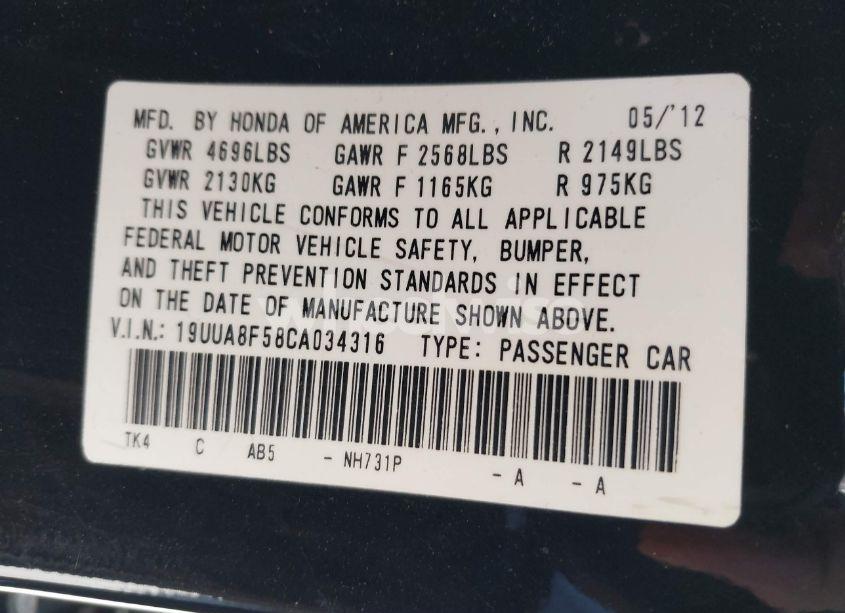 MFD. BY HONDA OF AMERICA MFG., INC. 05/'12
GVWR 4696LBS GAWR F 2568LBS R 2149LBS
GVWR 2130KG GAWR F 1165KG R 975KG
THIS VEHICLE CONFORMS TO ALL APPLICABLE
FEDERAL MOTOR VEHICLE SAFETY, BUMPER,
AND THEFT PREVENTION STANDARDS IN EFFECT
ON THE DATE OF MANUFACTURE SHOWN ABOVE.
V.I.N.: 19UUA8F58CA034316 TYPE: PASSENGER CAR
TK4 C AB5 - NH731P - A - A